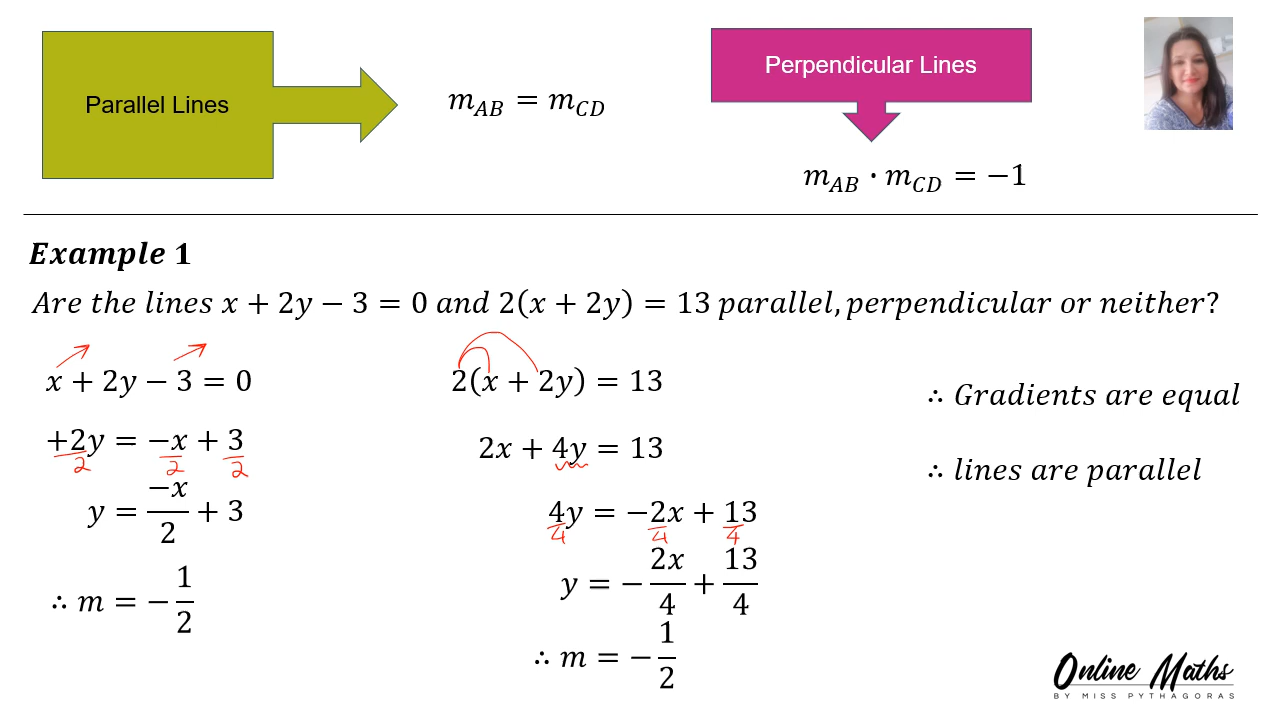 Parallel Lines
m_AB = m_CD
Perpendicular Lines
m_AB · m_CD = −1
Example 1
Are the lines x + 2y − 3 = 0 and 2(x + 2y) = 13 parallel, perpendicular or neither?
x + 2y − 3 = 0
+2y/2 = −x/2 + 3/2
y = −x/2 + 3
∴ m = −1/2
2(x + 2y) = 13
2x + 4y = 13
4y/4 = −2x/4 + 13/4
y = −2x/4 + 13/4
∴ m = −1/2
∴ Gradients are equal
∴ lines are parallel
Online Maths
BY MISS PYTHAGORAS